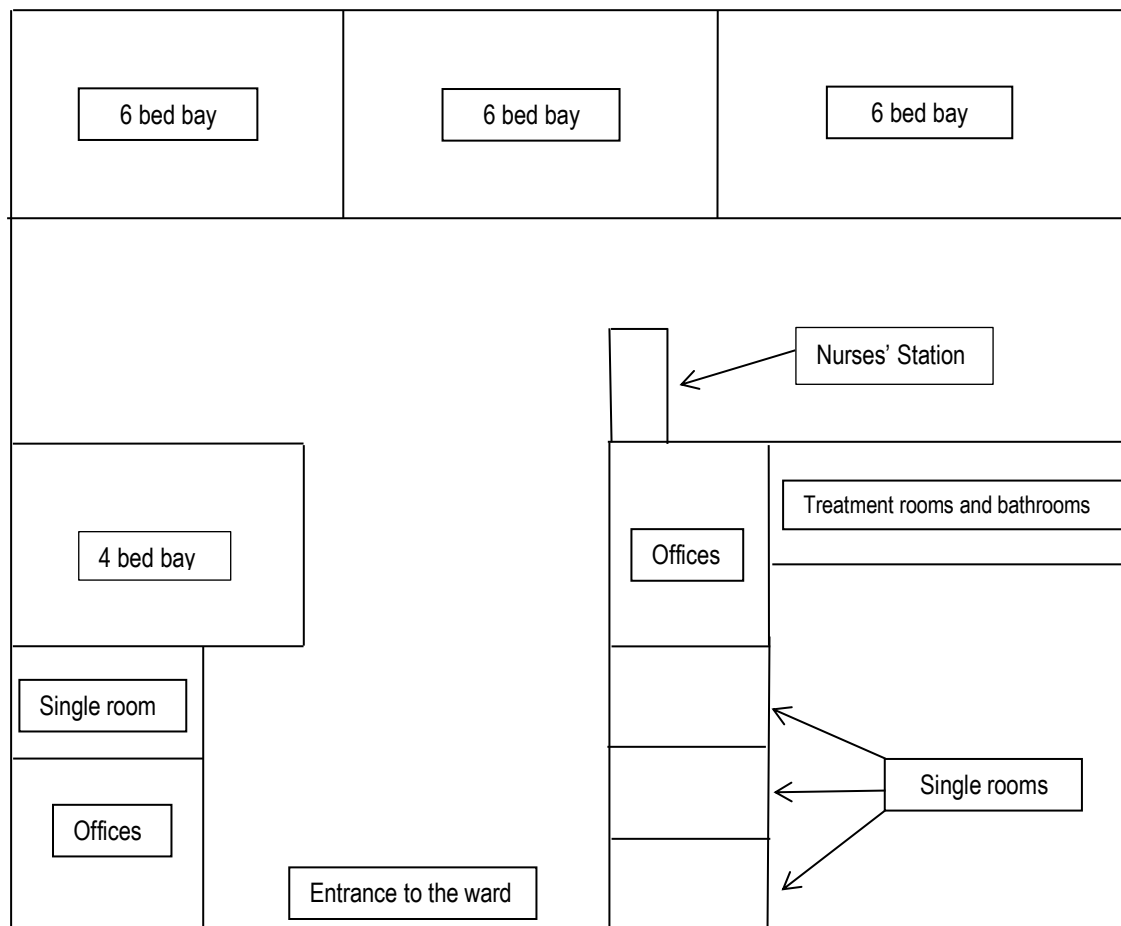 6 bed bay
6 bed bay
6 bed bay
Nurses’ Station
Treatment rooms and bathrooms
4 bed bay
Offices
Single room
Single rooms
Offices
Entrance to the ward